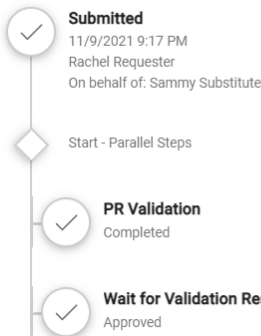 Submitted
11/9/2021 9:17 PM
Rachel Requester
On behalf of: Sammy Substitute
Start - Parallel Steps
PR Validation
Completed
Wait for Validation
Approved